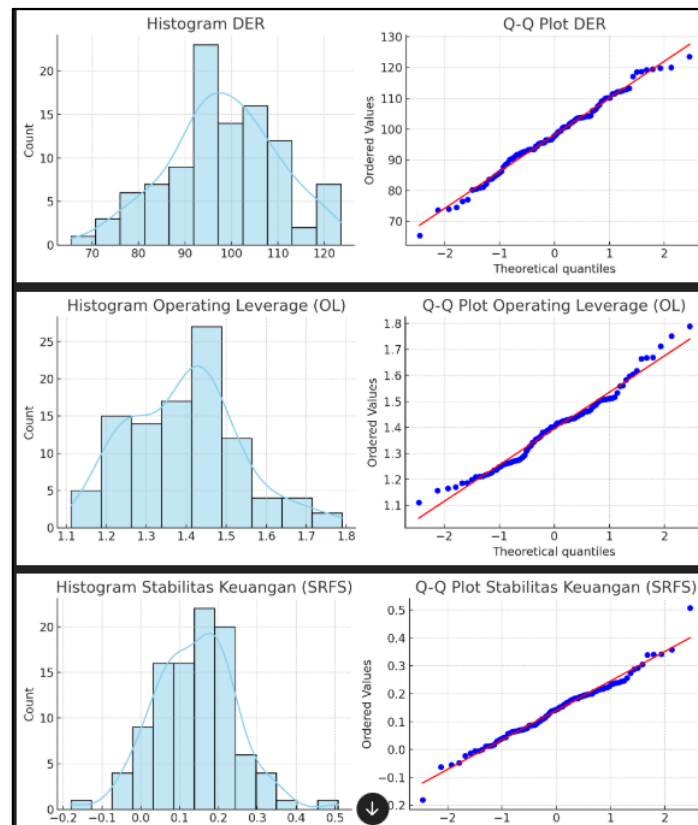 Histogram DER
Q-Q Plot DER
Count
20
15
10
5
0
70 80 90 100 110 120
Ordered Values
130
120
110
100
90
80
70
−2 −1 0 1 2
Theoretical quantiles
Histogram Operating Leverage (OL)
Q-Q Plot Operating Leverage (OL)
Count
25
20
15
10
5
0
1.1 1.2 1.3 1.4 1.5 1.6 1.7 1.8
Ordered Values
1.8
1.7
1.6
1.5
1.4
1.3
1.2
1.1
−2 −1 0 1 2
Theoretical quantiles
Histogram Stabilitas Keuangan (SRFS)
Q-Q Plot Stabilitas Keuangan (SRFS)
Count
20
15
10
5
0
−0.2 −0.1 0.0 0.1 0.2 0.3 0.4 0.5
Ordered Values
0.5
0.4
0.3
0.2
0.1
0.0
−0.1
0.2
−2 −1 0 1 2